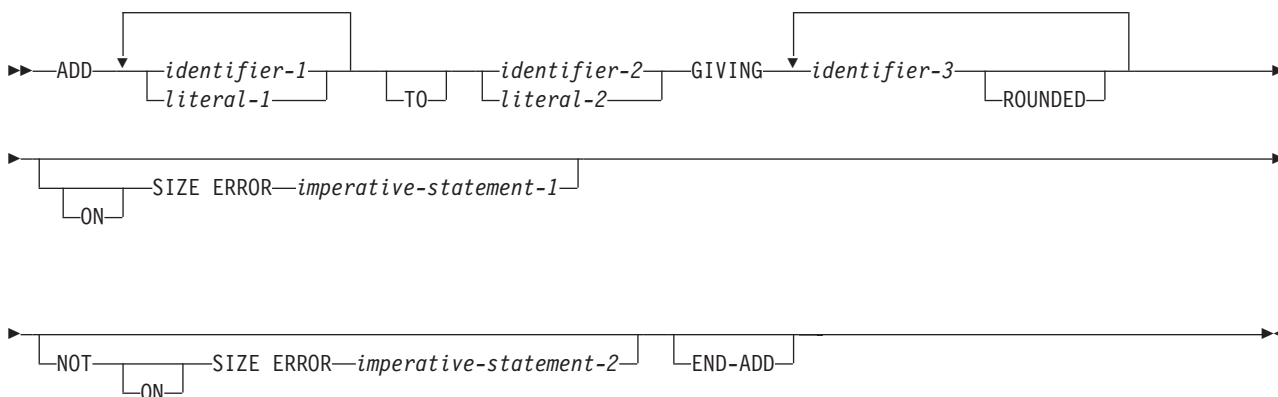 ADD identifier-1 identifier-2 GIVING identifier-3
literal-1 TO literal-2 ROUNDED
SIZE ERROR imperative-statement-1
ON
NOT SIZE ERROR imperative-statement-2 END-ADD
ON